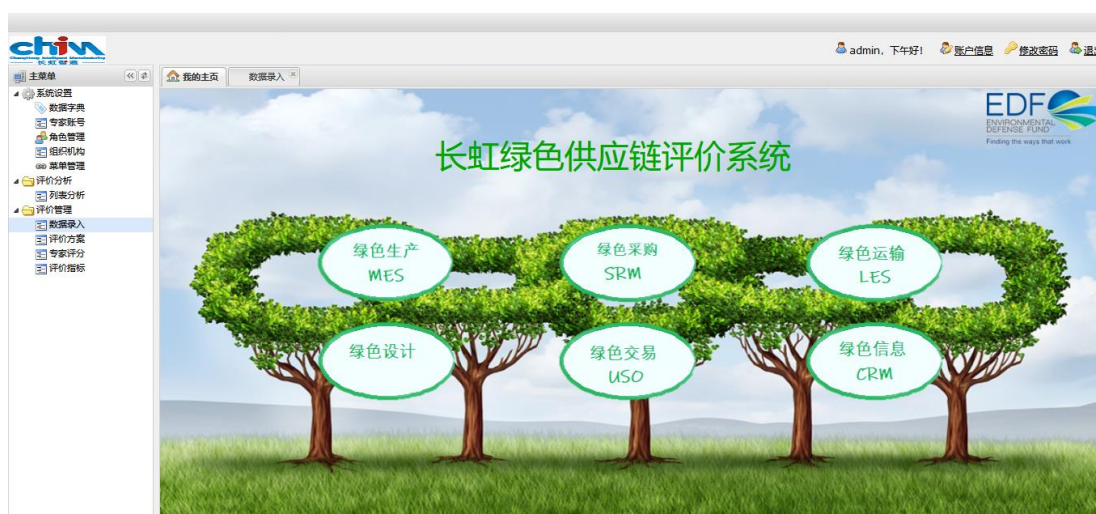 chim
长虹智造
admin，下午好！ 账户信息 修改密码
主菜单
我的主页 数据录入
系统设置
数据字典
专家账号
角色管理
组织机构
菜单管理
评价分析
列表分析
评价管理
数据录入
评价方案
专家评分
评价指标
EDF
ENVIRONMENTAL
DEFENSE FUND
Finding the ways that work
长虹绿色供应链评价系统
绿色生产
MES
绿色采购
SRM
绿色运输
LES
绿色设计
绿色交易
USO
绿色信息
CRM